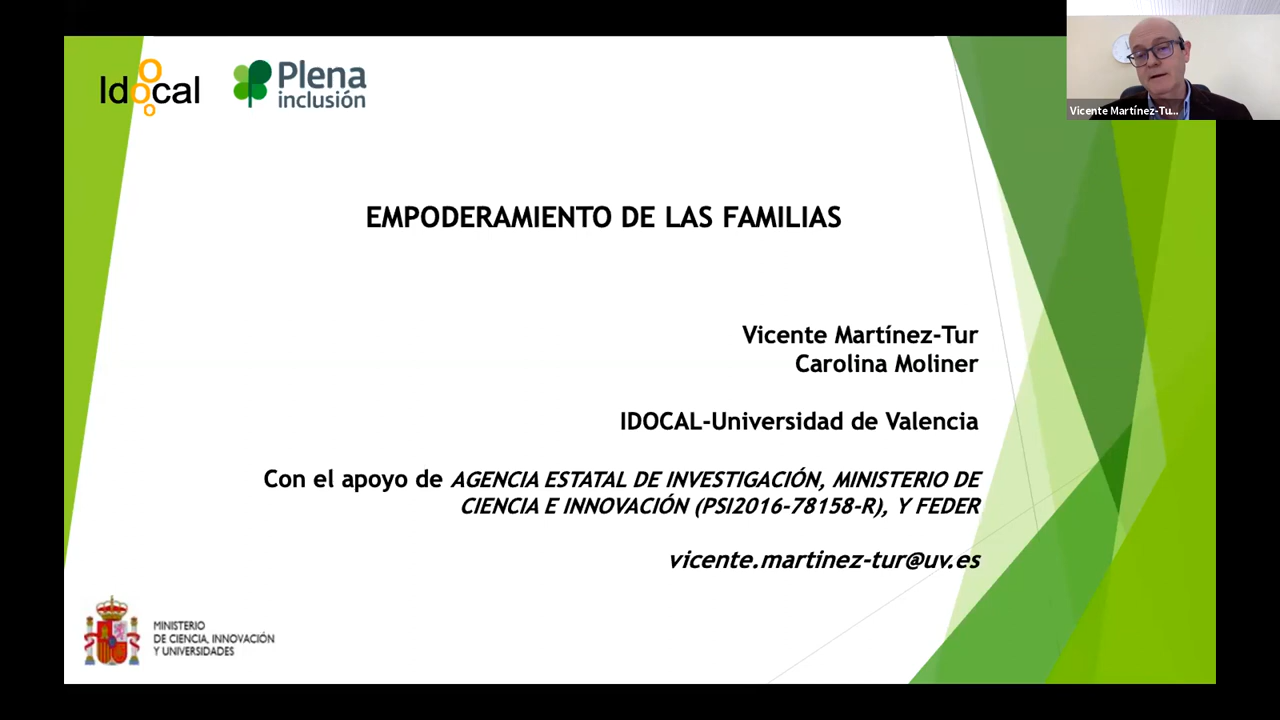 Idocal
Plena
inclusión
Vicente Martínez-Tu...
EMPODERAMIENTO DE LAS FAMILIAS
Vicente Martínez-Tur
Carolina Moliner
IDOCAL-Universidad de Valencia
Con el apoyo de AGENCIA ESTATAL DE INVESTIGACIÓN, MINISTERIO DE
CIENCIA E INNOVACIÓN (PSI2016-78158-R), Y FEDER
vicente.martinez-tur@uv.es
MINISTERIO
DE CIENCIA, INNOVACIÓN
Y UNIVERSIDADES